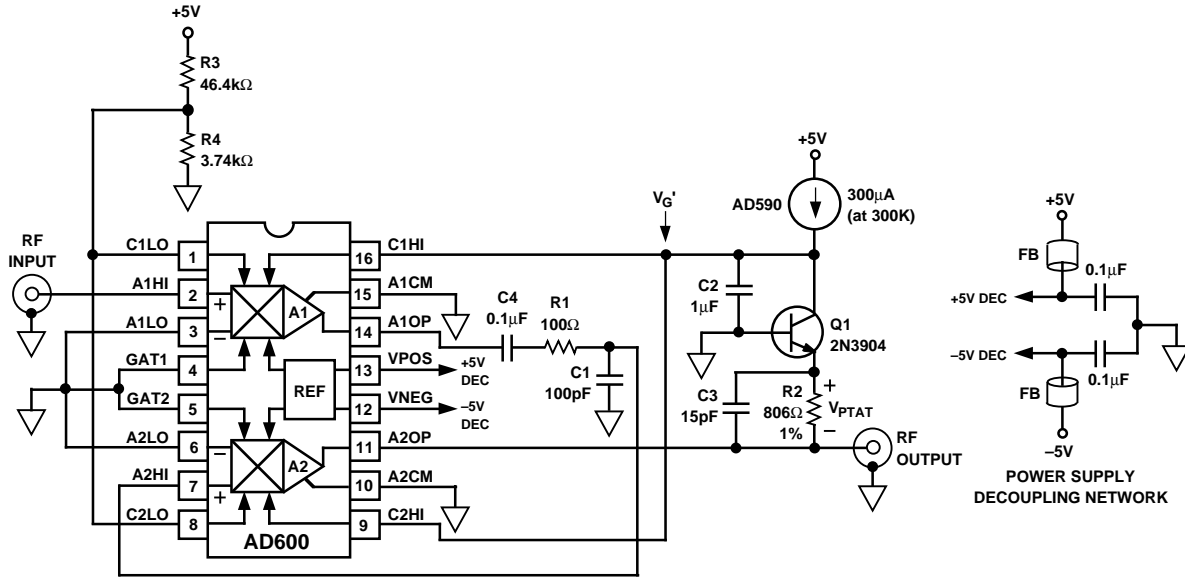 +5V
R3
46.4kΩ
R4
3.74kΩ
RF
INPUT
C1LO
1
A1HI
2
A1LO
3
GAT1
4
GAT2
5
A2LO
6
A2HI
7
C2LO
8
+
–
–
+
A1
REF
A2
AD600
16
C1HI
15
A1CM
14
A1OP
13
VPOS
+5V
DEC
12
VNEG
–5V
DEC
11
A2OP
10
A2CM
9
C2HI
C4
0.1μF
R1
100Ω
C1
100pF
VG'
C2
1μF
+5V
AD590
300μA
(at 300K)
Q1
2N3904
C3
15pF
R2
806Ω
1%
+
VPTAT
–
RF
OUTPUT
+5V
FB
0.1μF
+5V DEC
–5V DEC
0.1μF
FB
–5V
POWER SUPPLY
DECOUPLING NETWORK